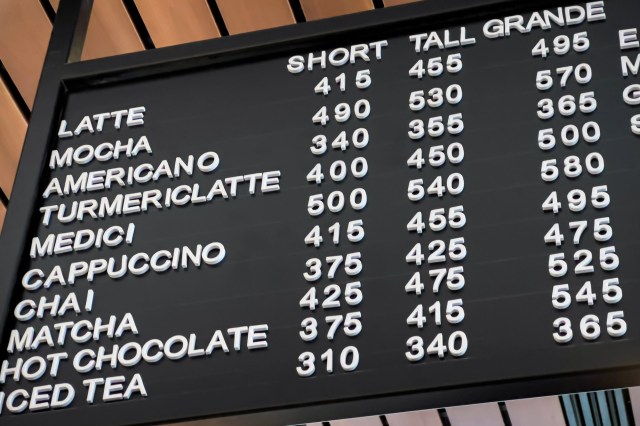 SHORT TALL GRANDE
LATTE 415 455 495
MOCHA 490 530 570
AMERICANO 340 355 365
TURMERICLATTE 400 450 500
MEDICI 500 540 580
CAPPUCCINO 415 455 495
CHAI 375 425 475
MATCHA 425 475 525
HOT CHOCOLATE 375 415 545
ICED TEA 310 340 365